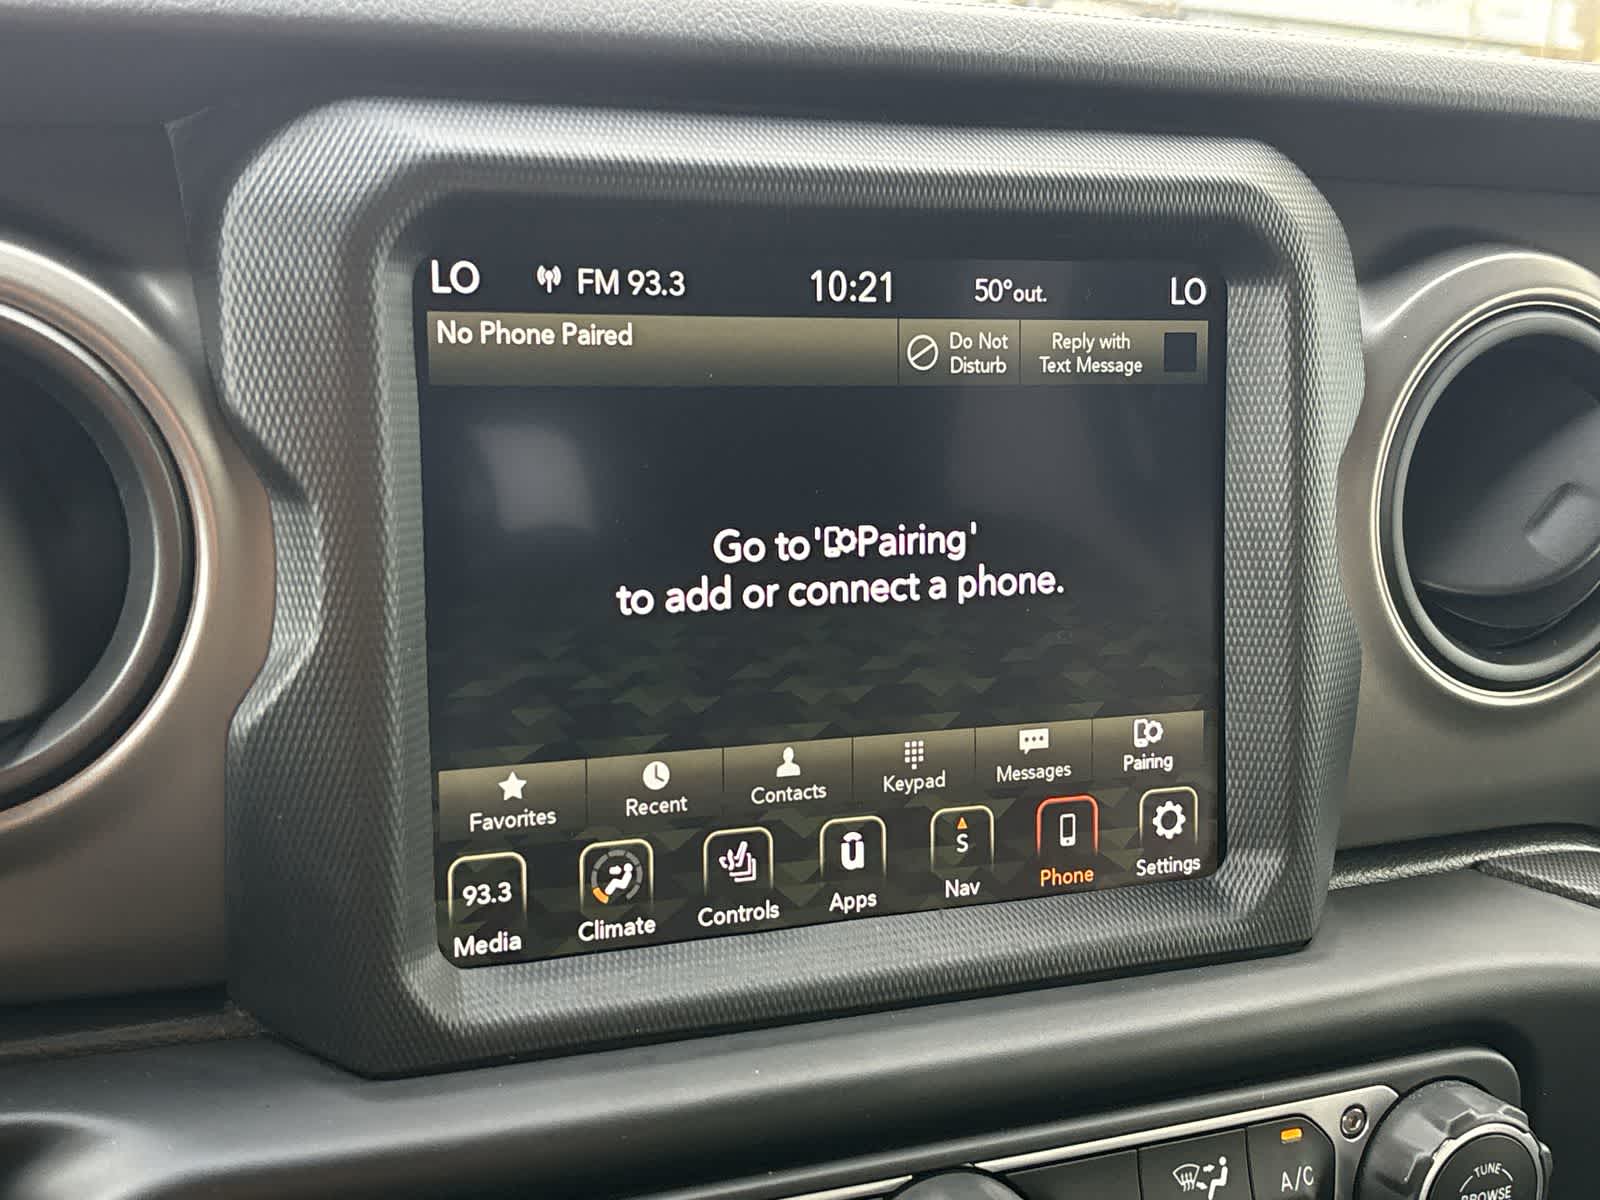 LO FM 93.3 10:21 50°out. LO
No Phone Paired
Do Not
Disturb
Reply with
Text Message
Go to 'Pairing'
to add or connect a phone.
Favorites Recent Contacts Keypad Messages Pairing
93.3
S
Media Climate Controls Apps Nav Phone Settings
A/C
TUNE
BROWSE